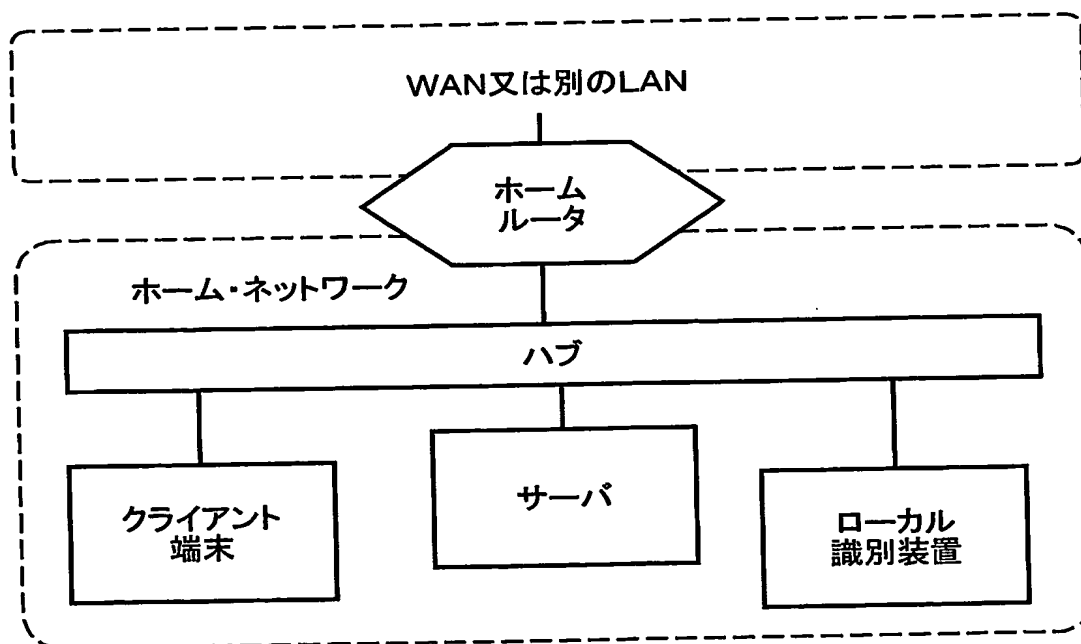 WAN又は別のLAN
ホーム
ルータ
ホーム・ネットワーク
ハブ
クライアント
端末
サーバ
ローカル
識別装置